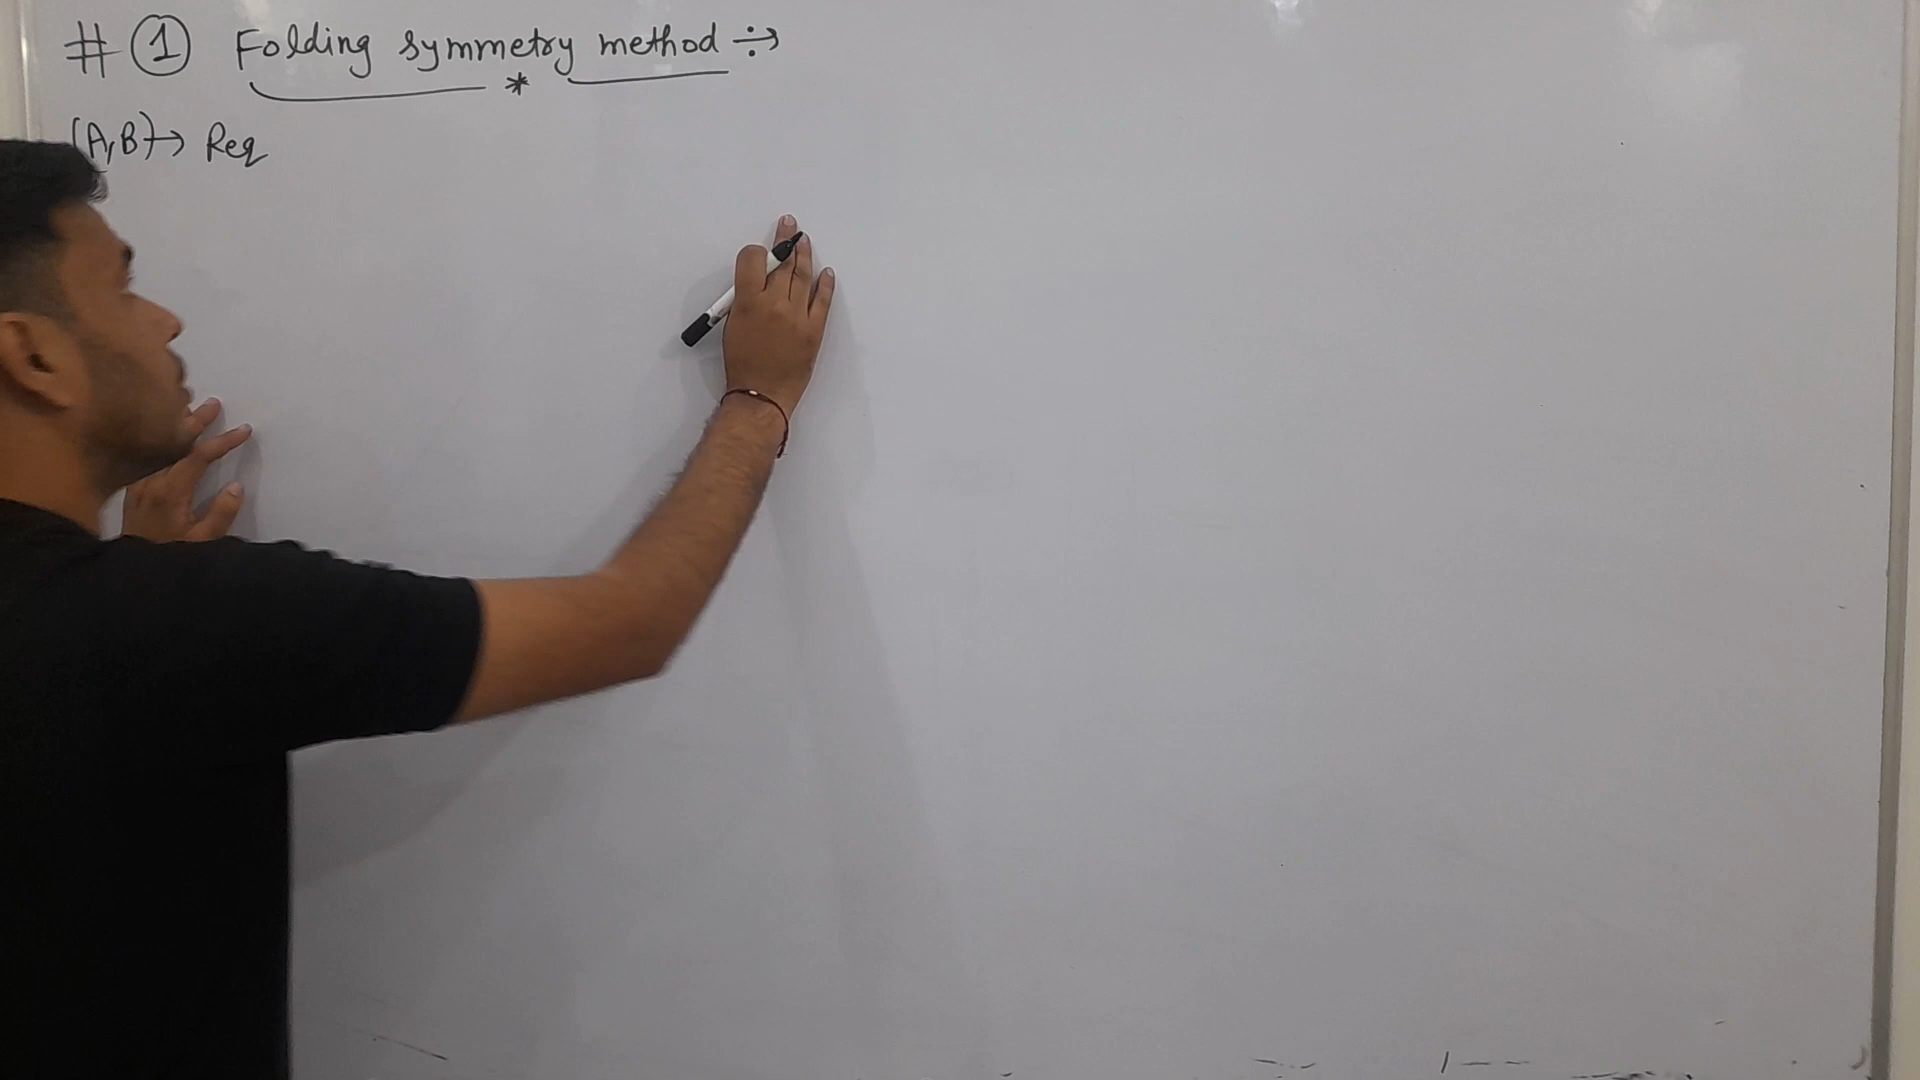 # ① Folding symmetry method ÷→
*
(A,B)→ Req